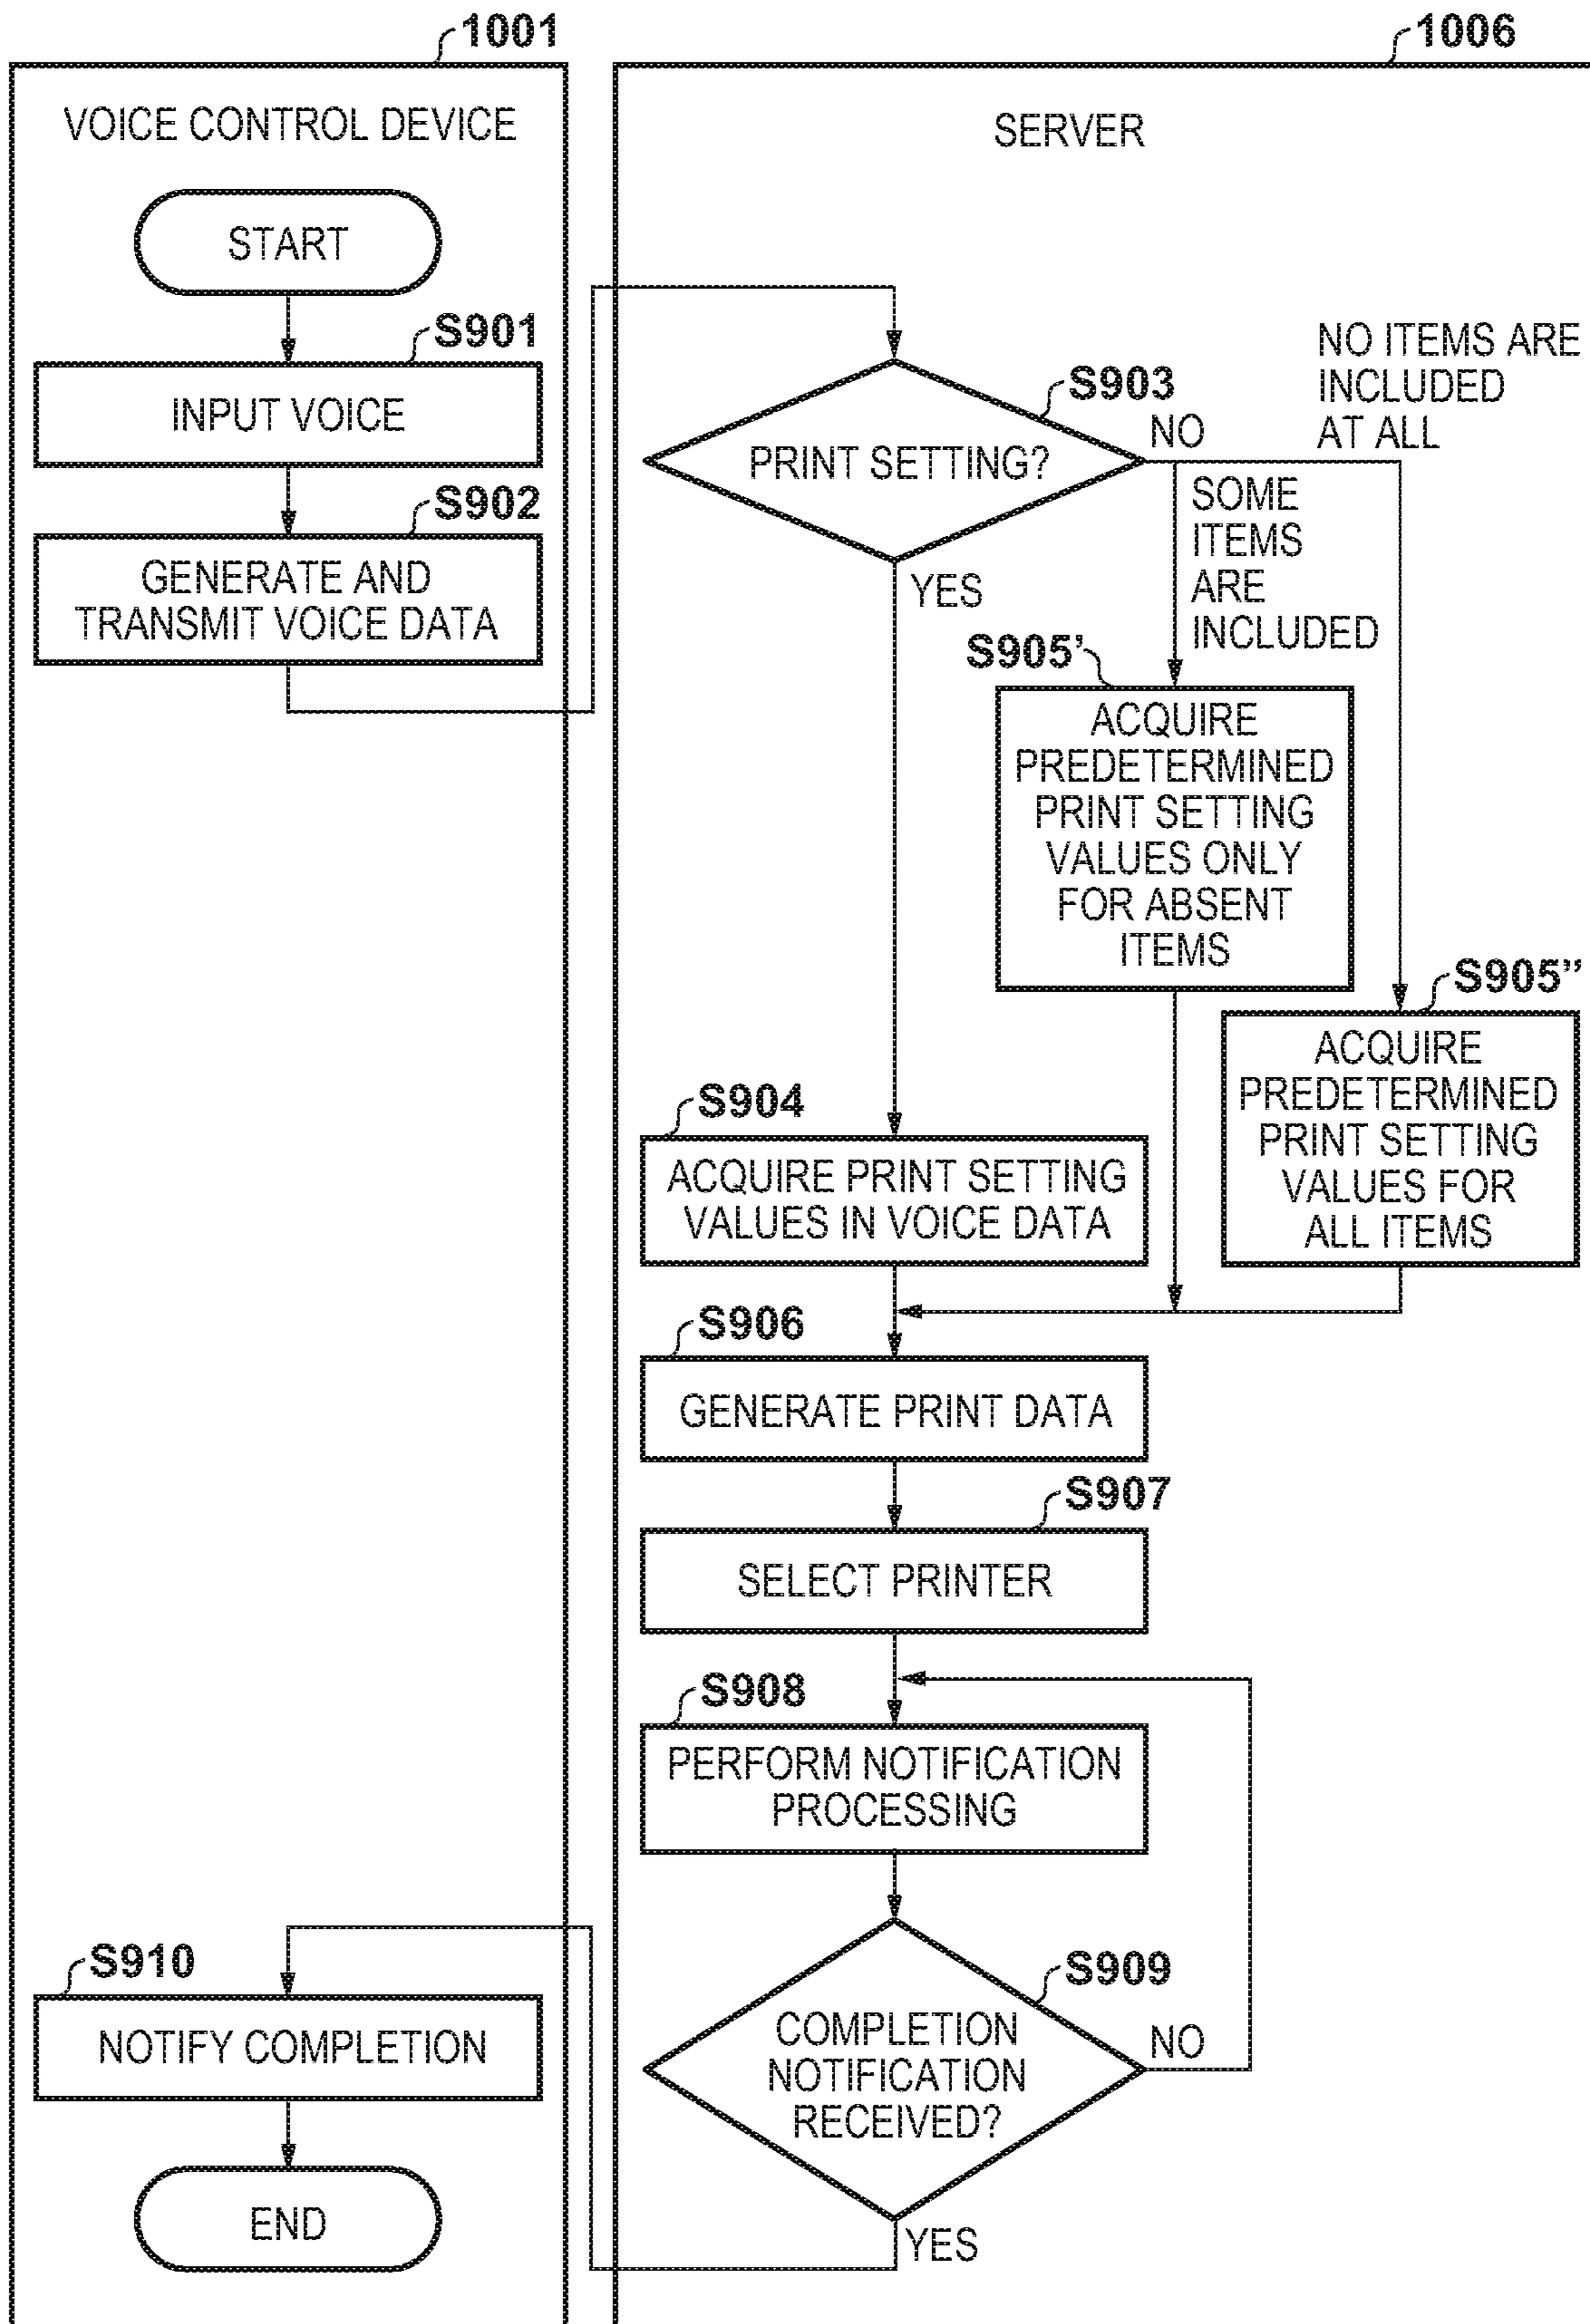 1001
VOICE CONTROL DEVICE
START
S901
INPUT VOICE
S902
GENERATE AND
TRANSMIT VOICE DATA
1006
SERVER
S903
PRINT SETTING?
NO
NO ITEMS ARE
INCLUDED
AT ALL
SOME
ITEMS
ARE
INCLUDED
YES
S905’
ACQUIRE
PREDETERMINED
PRINT SETTING
VALUES ONLY
FOR ABSENT
ITEMS
S905”
ACQUIRE
PREDETERMINED
PRINT SETTING
VALUES FOR
ALL ITEMS
S904
ACQUIRE PRINT SETTING
VALUES IN VOICE DATA
S906
GENERATE PRINT DATA
S907
SELECT PRINTER
S908
PERFORM NOTIFICATION
PROCESSING
S909
COMPLETION
NOTIFICATION
RECEIVED?
NO
YES
S910
NOTIFY COMPLETION
END